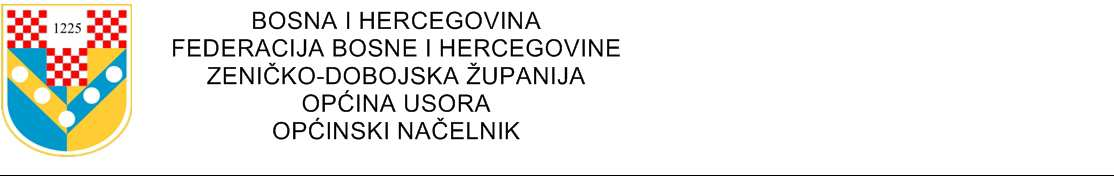 1225
BOSNA I HERCEGOVINA
FEDERACIJA BOSNE I HERCEGOVINE
ZENIČKO-DOBOJSKA ŽUPANIJA
OPĆINA USORA
OPĆINSKI NAČELNIK